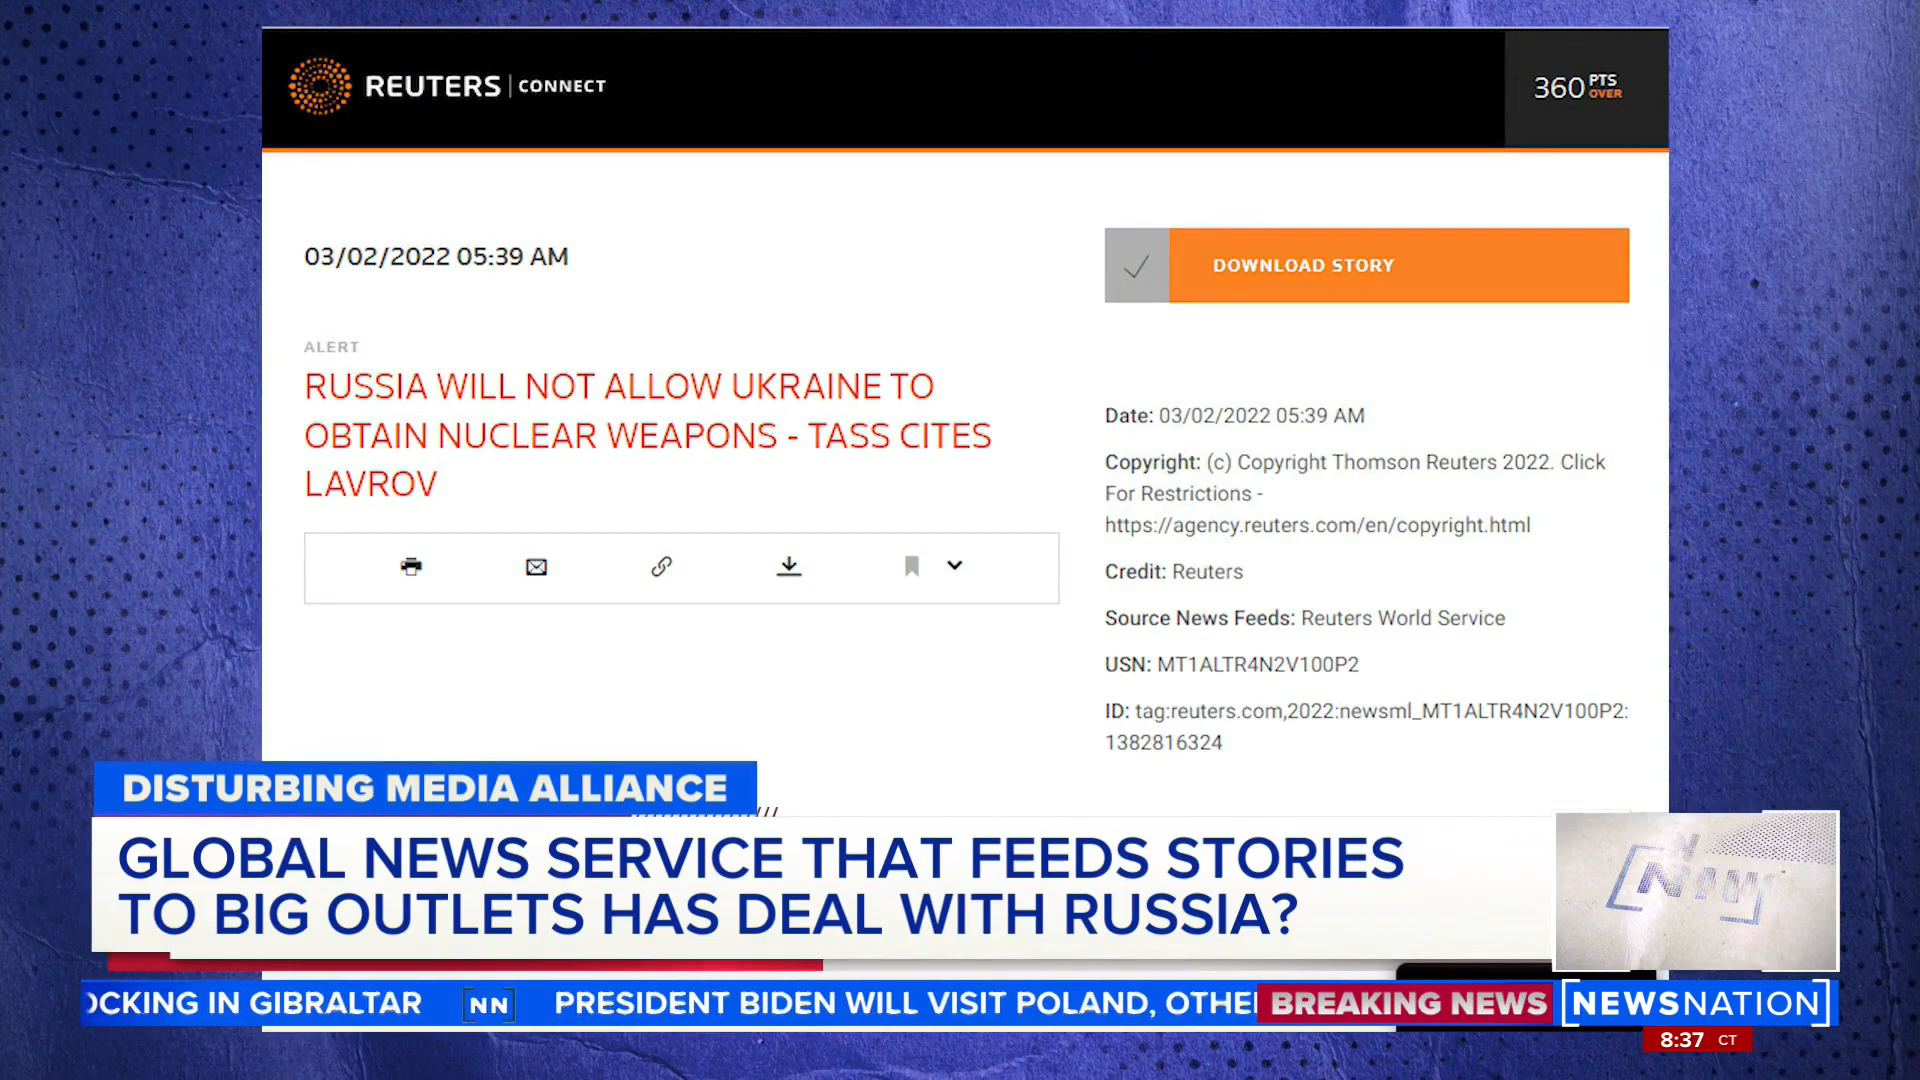 REUTERS | CONNECT
360 PTS OVER
03/02/2022 05:39 AM
DOWNLOAD STORY
ALERT
RUSSIA WILL NOT ALLOW UKRAINE TO
OBTAIN NUCLEAR WEAPONS - TASS CITES
LAVROV
Date: 03/02/2022 05:39 AM
Copyright: (c) Copyright Thomson Reuters 2022. Click
For Restrictions -
https://agency.reuters.com/en/copyright.html
Credit: Reuters
Source News Feeds: Reuters World Service
USN: MT1ALTR4N2V100P2
ID: tag:reuters.com,2022:newsml_MT1ALTR4N2V100P2:
1382816324
DISTURBING MEDIA ALLIANCE
GLOBAL NEWS SERVICE THAT FEEDS STORIES
TO BIG OUTLETS HAS DEAL WITH RUSSIA?
OCKING IN GIBRALTAR NN PRESIDENT BIDEN WILL VISIT POLAND, OTHE
BREAKING NEWS
NEWSNATION
8:37 CT